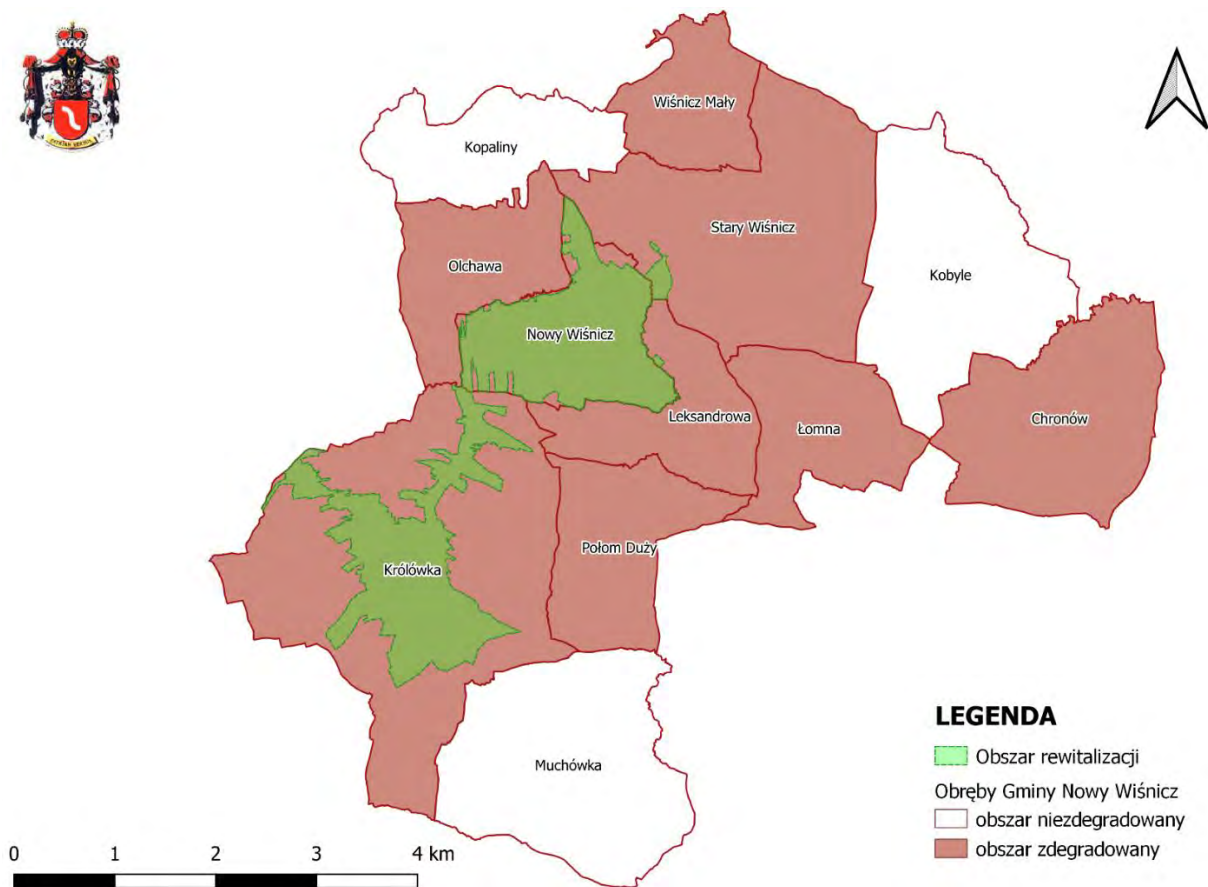 Wiśnicz Mały
Kopaliny
Stary Wiśnicz
Olchawa
Kobyle
Nowy Wiśnicz
Leksandrowa
Łomna
Chronów
Połom Duży
Królówka
Muchówka
LEGENDA
Obszar rewitalizacji
Obręby Gminy Nowy Wiśnicz
obszar niezdegradowany
obszar zdegradowany
0 1 2 3 4 km